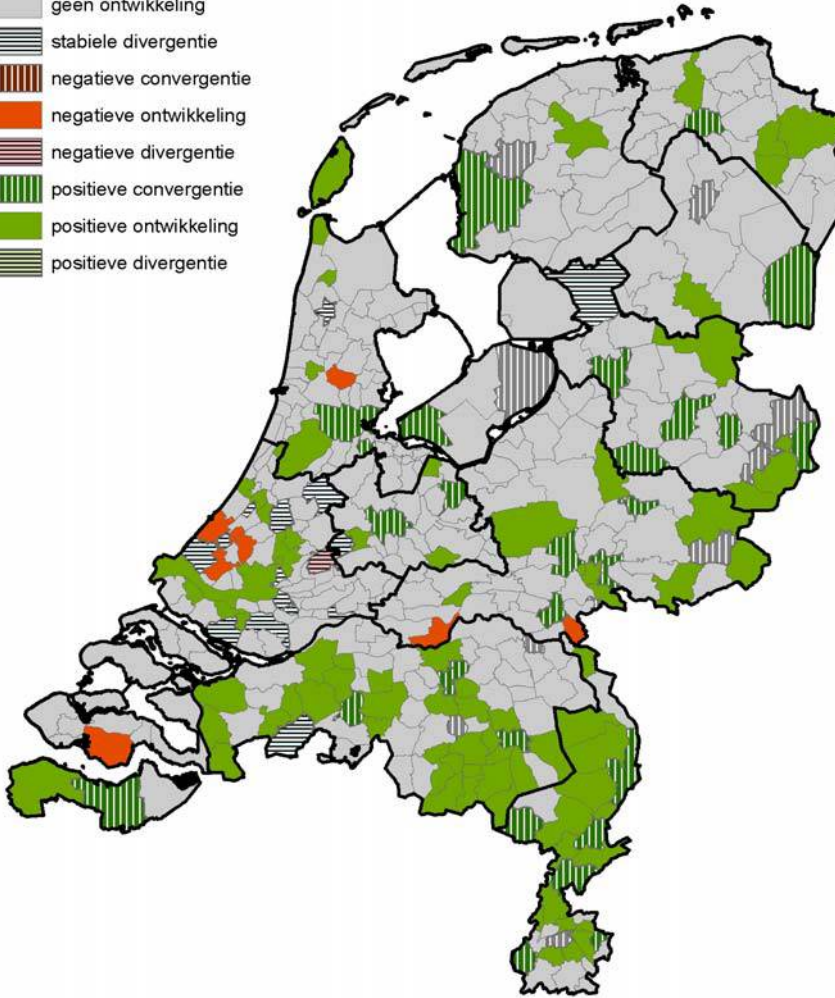 geen ontwikkeling
stabiele divergentie
negatieve convergentie
negatieve ontwikkeling
negatieve divergentie
positieve convergentie
positieve ontwikkeling
positieve divergentie